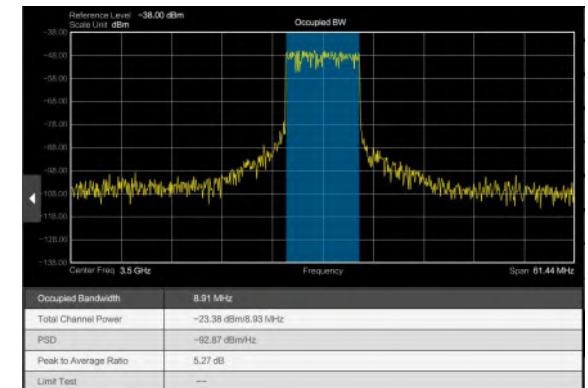 Reference Level -38.00 dBm
Scale Unit dBm
Occupied BW
-38.00
-48.00
-58.00
-68.00
-78.00
-88.00
-98.00
-108.00
-118.00
-128.00
-138.00
Center Freq 3.5 GHz Frequency Span 61.44 MHz
Occupied Bandwidth 8.91 MHz
Total Channel Power -23.38 dBm/8.93 MHz
PSD -92.87 dBm/Hz
Peak to Average Ratio 5.27 dB
Limit Test --